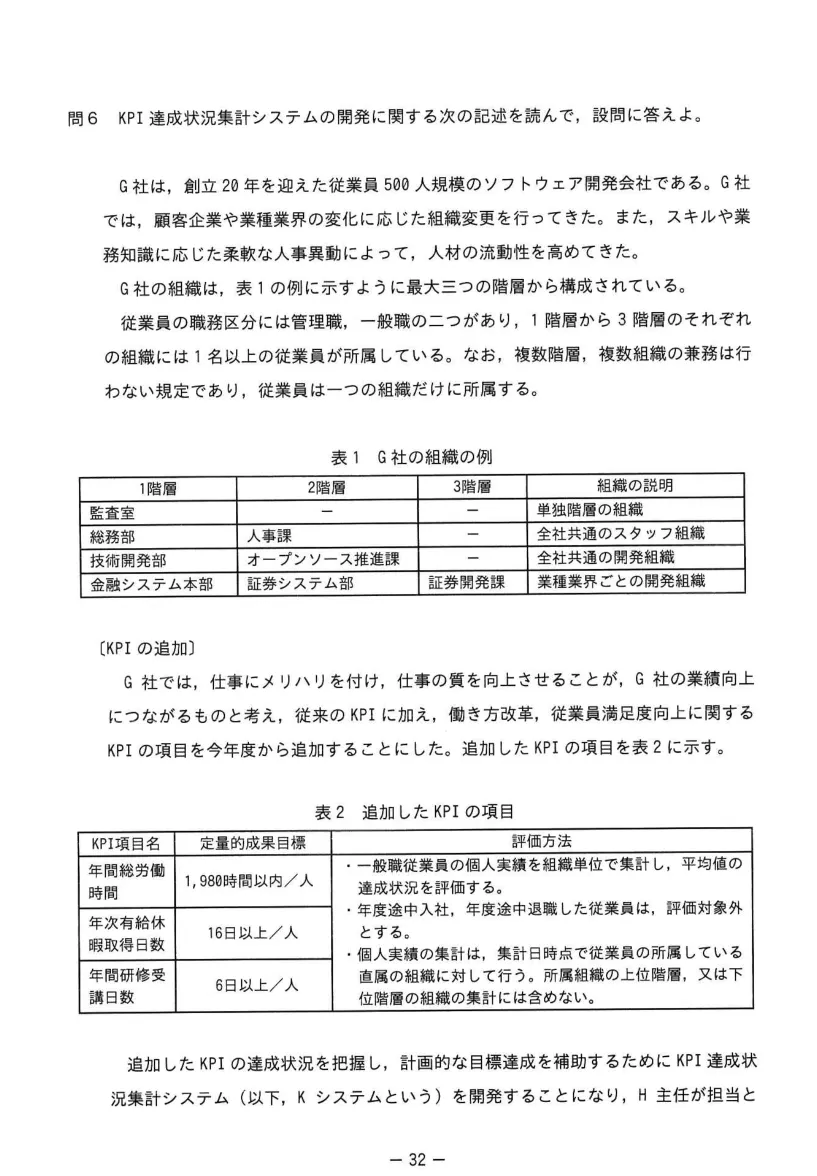 問6 KPI 達成状況集計システムの開発に関する次の記述を読んで，設問に答えよ。
G 社は，創立 20 年を迎えた従業員 500 人規模のソフトウェア開発会社である。G 社
では，顧客企業や業種業界の変化に応じた組織変更を行ってきた。また，スキルや業
務知識に応じた柔軟な人事異動によって，人材の流動性を高めてきた。
G 社の組織は，表 1 の例に示すように最大三つの階層から構成されている。
従業員の職務区分には管理職，一般職の二つがあり，1 階層から 3 階層のそれぞれ
の組織には 1 名以上の従業員が所属している。なお，複数階層，複数組織の兼務は行
わない規定であり，従業員は一つの組織だけに所属する。
表 1 G 社の組織の例
1階層 2階層 3階層 組織の説明
監査室 － － 単独階層の組織
総務部 人事課 － 全社共通のスタッフ組織
技術開発部 オープンソース推進課 － 全社共通の開発組織
金融システム本部 証券システム部 証券開発課 業種業界ごとの開発組織
〔KPI の追加〕
G 社では，仕事にメリハリを付け，仕事の質を向上させることが，G 社の業績向上
につながるものと考え，従来の KPI に加え，働き方改革，従業員満足度向上に関する
KPI の項目を今年度から追加することにした。追加した KPI の項目を表 2 に示す。
表 2 追加した KPI の項目
KPI項目名 定量的成果目標 評価方法
年間総労働
時間
1,980時間以内／人
年次有給休
暇取得日数
16日以上／人
年間研修受
講日数
6日以上／人
・一般職従業員の個人実績を組織単位で集計し，平均値の
達成状況を評価する。
・年度途中入社，年度途中退職した従業員は，評価対象外
とする。
・個人実績の集計は，集計日時点で従業員の所属している
直属の組織に対して行う。所属組織の上位階層，又は下
位階層の組織の集計には含めない。
追加した KPI の達成状況を把握し，計画的な目標達成を補助するために KPI 達成状
況集計システム（以下，K システムという）を開発することになり，H 主任が担当と
－ 32 －